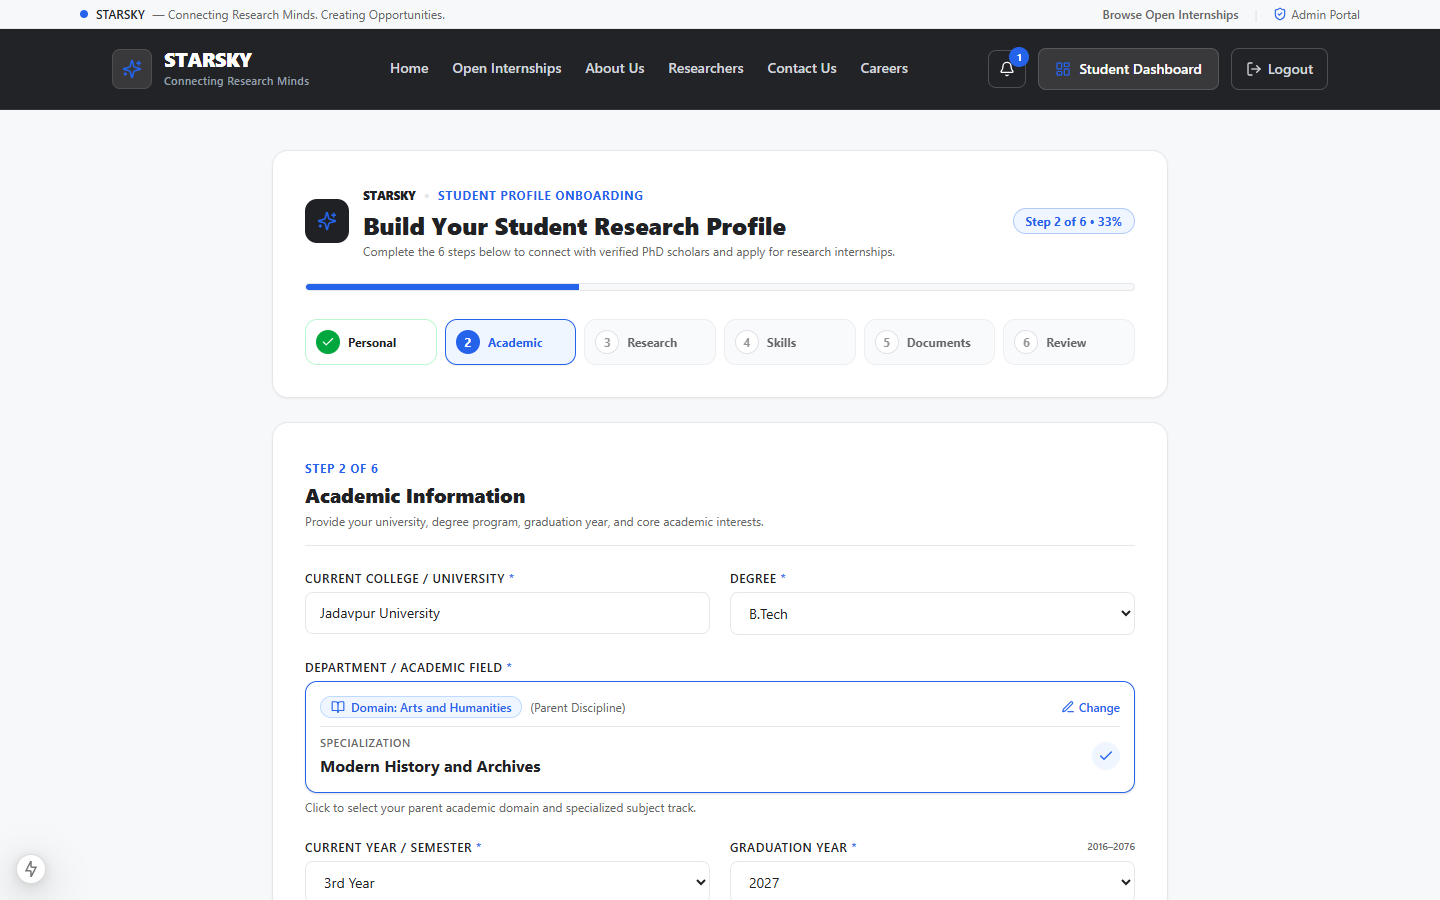 STARSKY — Connecting Research Minds. Creating Opportunities.
Browse Open Internships | Admin Portal
STARSKY
Connecting Research Minds
Home Open Internships About Us Researchers Contact Us Careers
1
Student Dashboard
Logout
STARSKY • STUDENT PROFILE ONBOARDING
Build Your Student Research Profile
Complete the 6 steps below to connect with verified PhD scholars and apply for research internships.
Step 2 of 6 • 33%
Personal
2 Academic
3 Research
4 Skills
5 Documents
6 Review
STEP 2 OF 6
Academic Information
Provide your university, degree program, graduation year, and core academic interests.
CURRENT COLLEGE / UNIVERSITY *
Jadavpur University
DEGREE *
B.Tech
DEPARTMENT / ACADEMIC FIELD *
Domain: Arts and Humanities (Parent Discipline)
Change
SPECIALIZATION
Modern History and Archives
Click to select your parent academic domain and specialized subject track.
CURRENT YEAR / SEMESTER *
3rd Year
GRADUATION YEAR * 2016–2076
2027